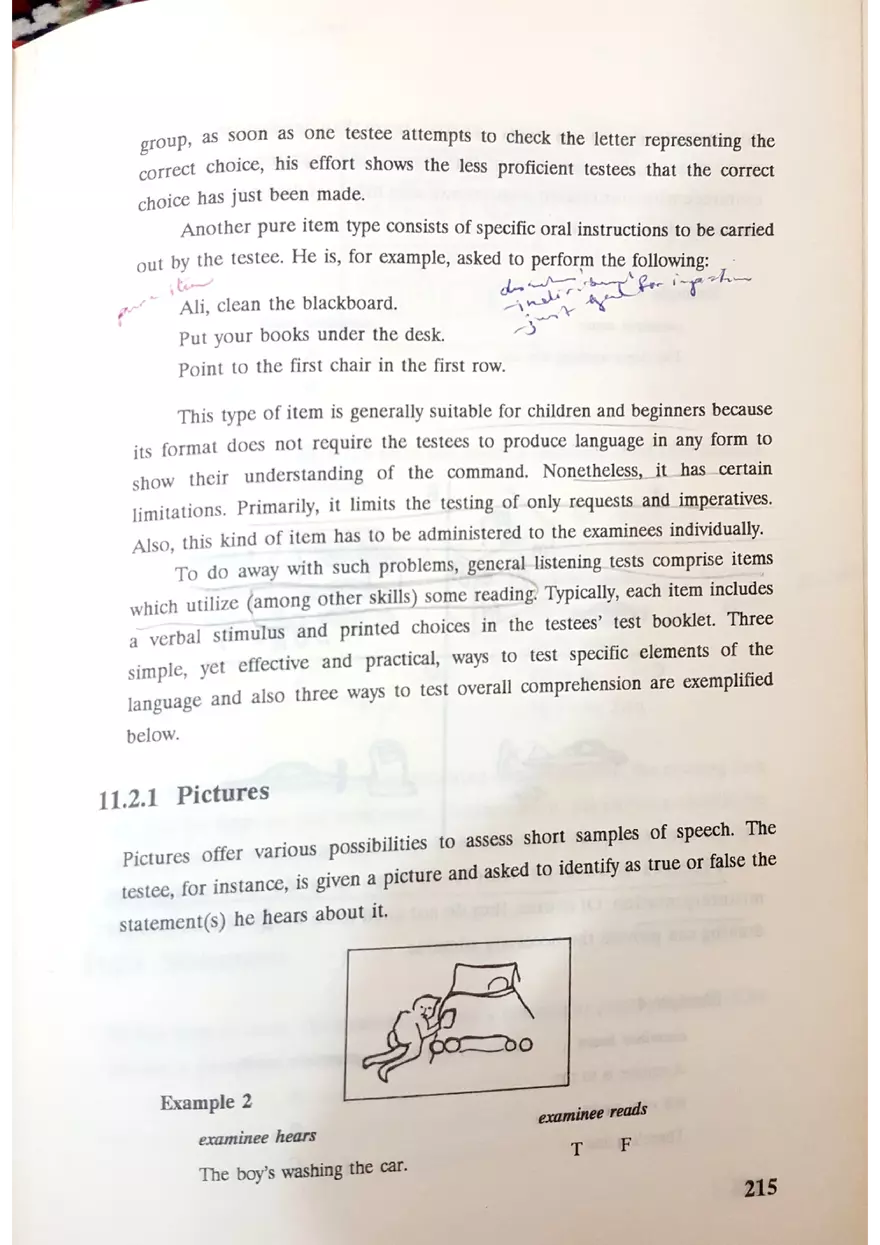 group, as soon as one testee attempts to check the letter representing the
correct choice, his effort shows the less proficient testees that the correct
choice has just been made.
Another pure item type consists of specific oral instructions to be carried
out by the testee. He is, for example, asked to perform the following:
item
Ali, clean the blackboard.
- just good for
Put your books under the desk.
Point to the first chair in the first row.
This type of item is generally suitable for children and beginners because
its format does not require the testees to produce language in any form to
show their understanding of the command. Nonetheless, it has certain
limitations. Primarily, it limits the testing of only requests and imperatives.
Also, this kind of item has to be administered to the examinees individually.
To do away with such problems, general listening tests comprise items
which utilize (among other skills) some reading. Typically, each item includes
a verbal stimulus and printed choices in the testees' test booklet. Three
simple, yet effective and practical, ways to test specific elements of the
language and also three ways to test overall comprehension are exemplified
below.
11.2.1 Pictures
Pictures offer various possibilities to assess short samples of speech. The
testee, for instance, is given a picture and asked to identify as true or false the
statement(s) he hears about it.
Example 2
examinee hears
examinee reads
The boy's washing the car.
T F
215